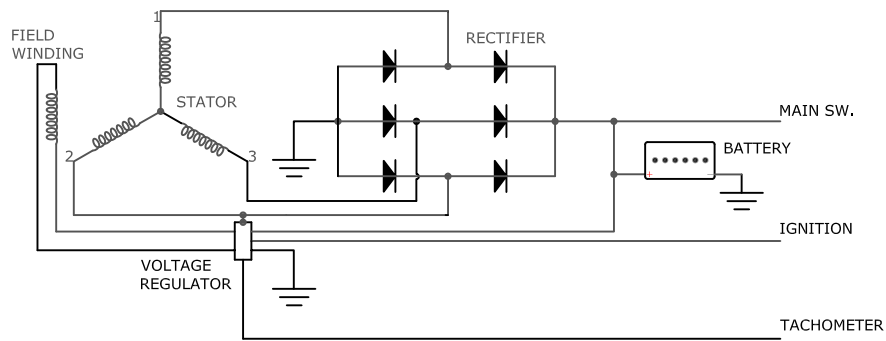 1
FIELD
WINDING
RECTIFIER
STATOR
MAIN SW.
BATTERY
2
3
+
-
IGNITION
VOLTAGE
REGULATOR
TACHOMETER